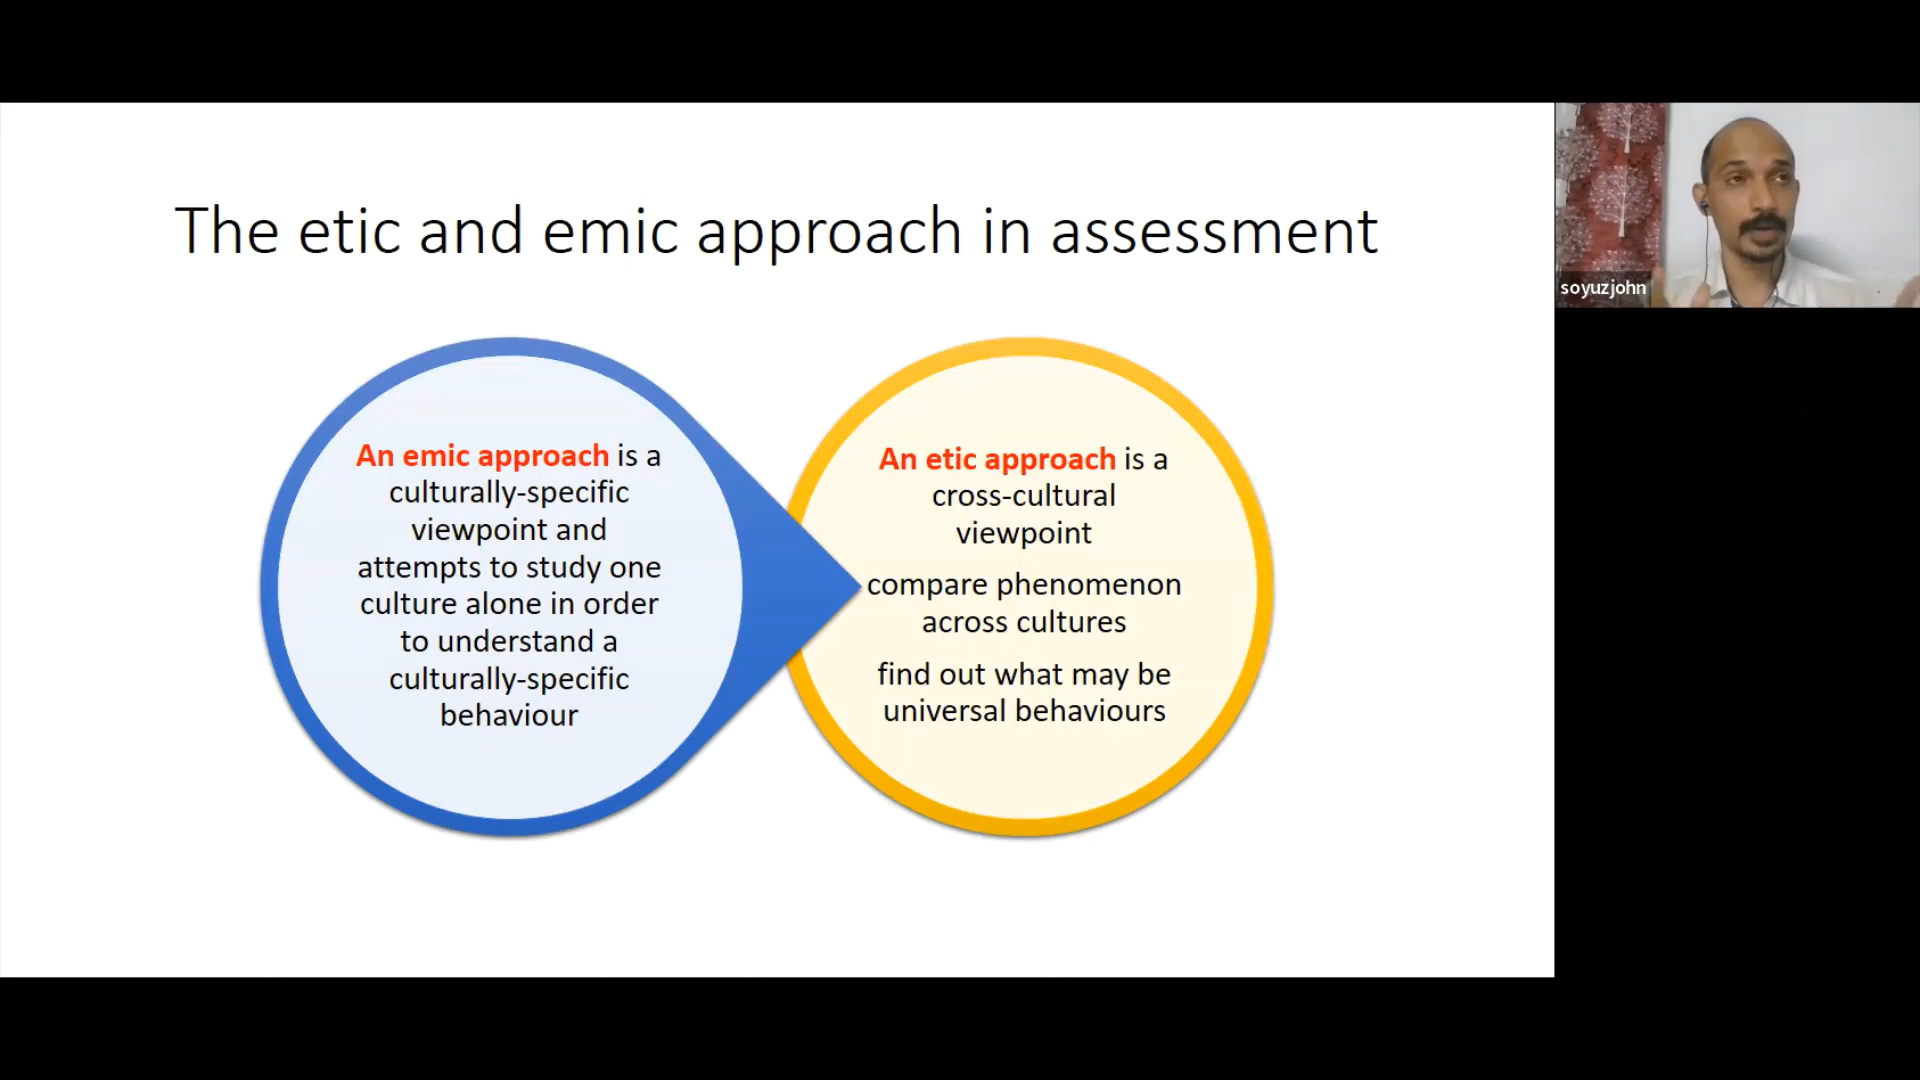 The etic and emic approach in assessment
An emic approach is a
culturally-specific
viewpoint and
attempts to study one
culture alone in order
to understand a
culturally-specific
behaviour
An etic approach is a
cross-cultural
viewpoint
compare phenomenon
across cultures
find out what may be
universal behaviours
soyuzjohn